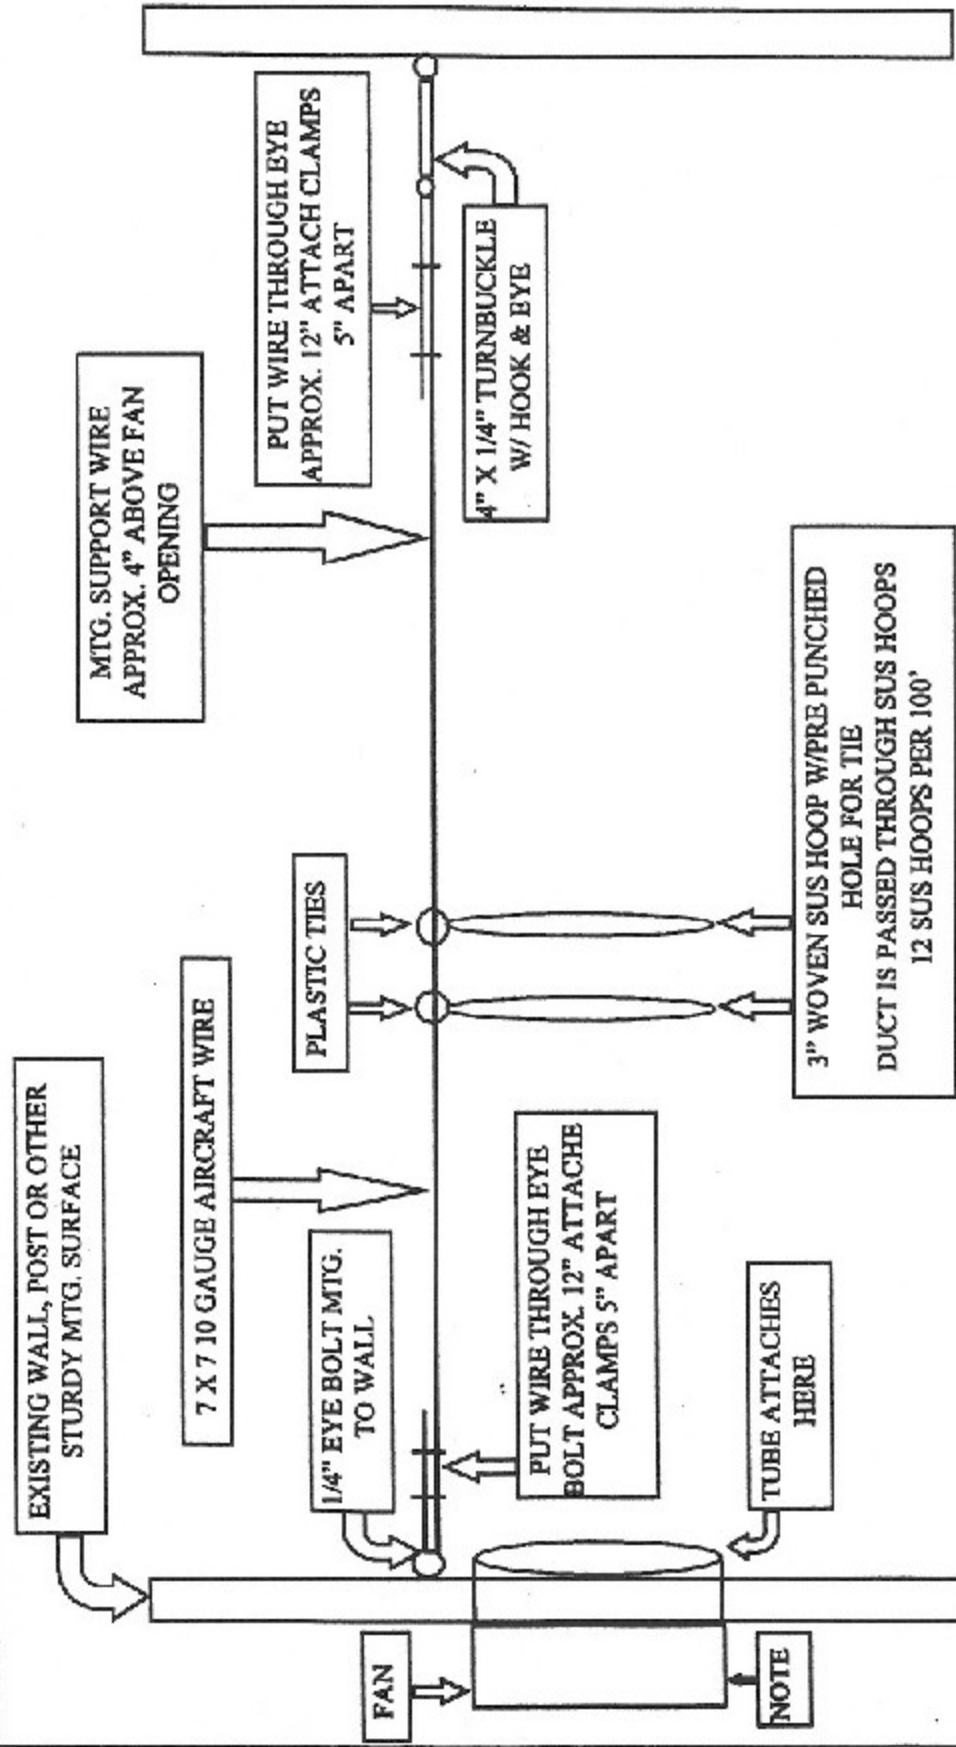 EXISTING WALL, POST OR OTHER
STURDY MTG. SURFACE
7 X 7 10 GAUGE AIRCRAFT WIRE
MTG. SUPPORT WIRE
APPROX. 4" ABOVE FAN
OPENING
1/4" EYE BOLT MTG.
TO WALL
PLASTIC TIES
PUT WIRE THROUGH EYE
APPROX. 12" ATTACH CLAMPS
5" APART
FAN
PUT WIRE THROUGH EYE
BOLT APPROX. 12" ATTACHE
CLAMPS 5" APART
4" X 1/4" TURNBUCKLE
W/ HOOK & EYE
NOTE
TUBE ATTACHES
HERE
3" WOVEN SUS HOOP W/PRE PUNCHED
HOLE FOR TIE
DUCT IS PASSED THROUGH SUS HOOPS
12 SUS HOOPS PER 100'